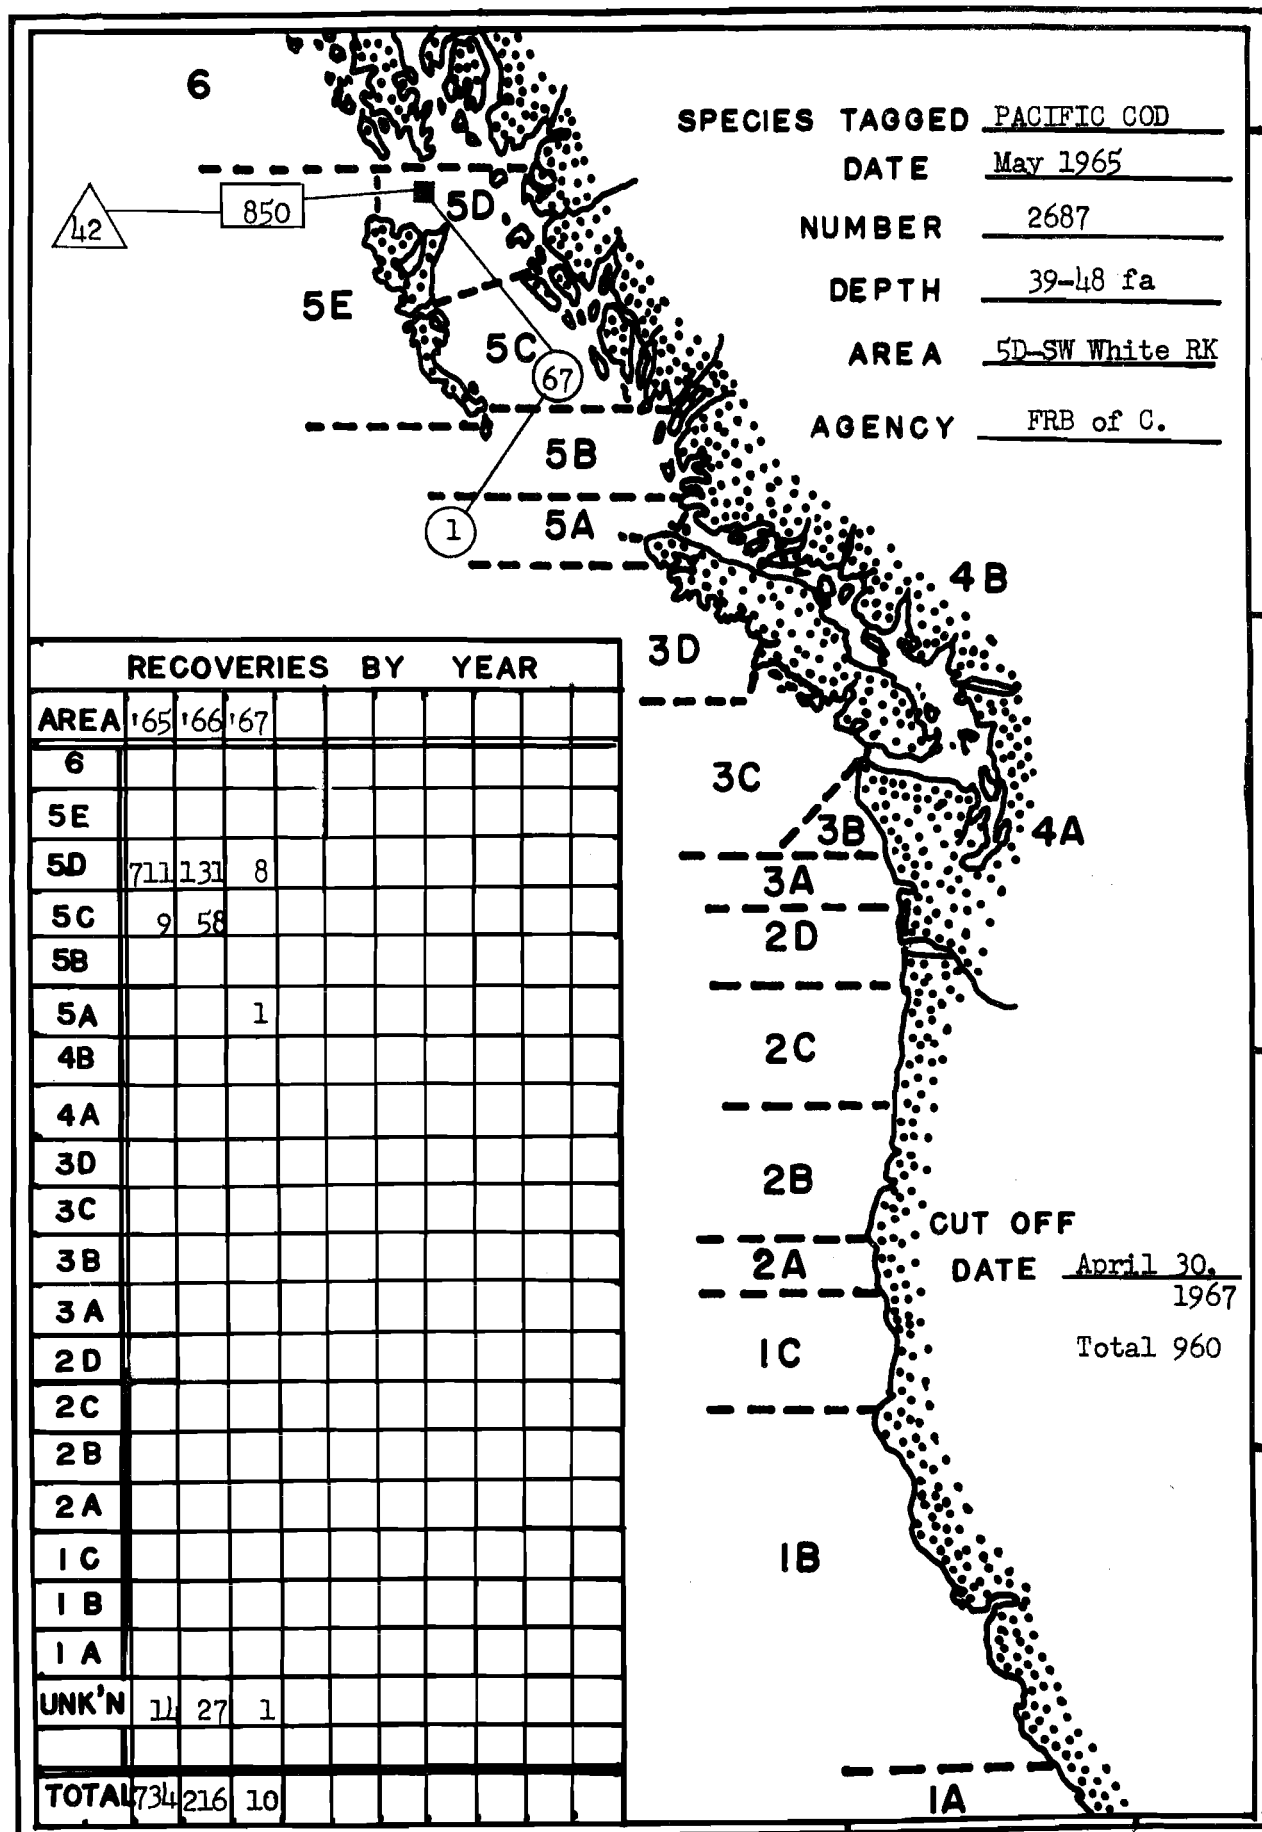 6
SPECIES TAGGED PACIFIC COD
DATE May 1965
NUMBER 2687
DEPTH 39-48 fa
AREA 5D-SW White RK
AGENCY FRB of C.
42
850
5D
5E
5C
67
5B
5A
1
4B
3D
3C
3B
4A
3A
2D
2C
2B
2A
1C
1B
1A
CUT OFF
DATE April 30,
1967
Total 960
RECOVERIES BY YEAR
AREA '65 '66 '67
6
5E
5D 711 131 8
5C 9 58
5B
5A 1
4B
4A
3D
3C
3B
3A
2D
2C
2B
2A
1C
1B
1A
UNK'N 14 27 1
TOTAL 734 216 10